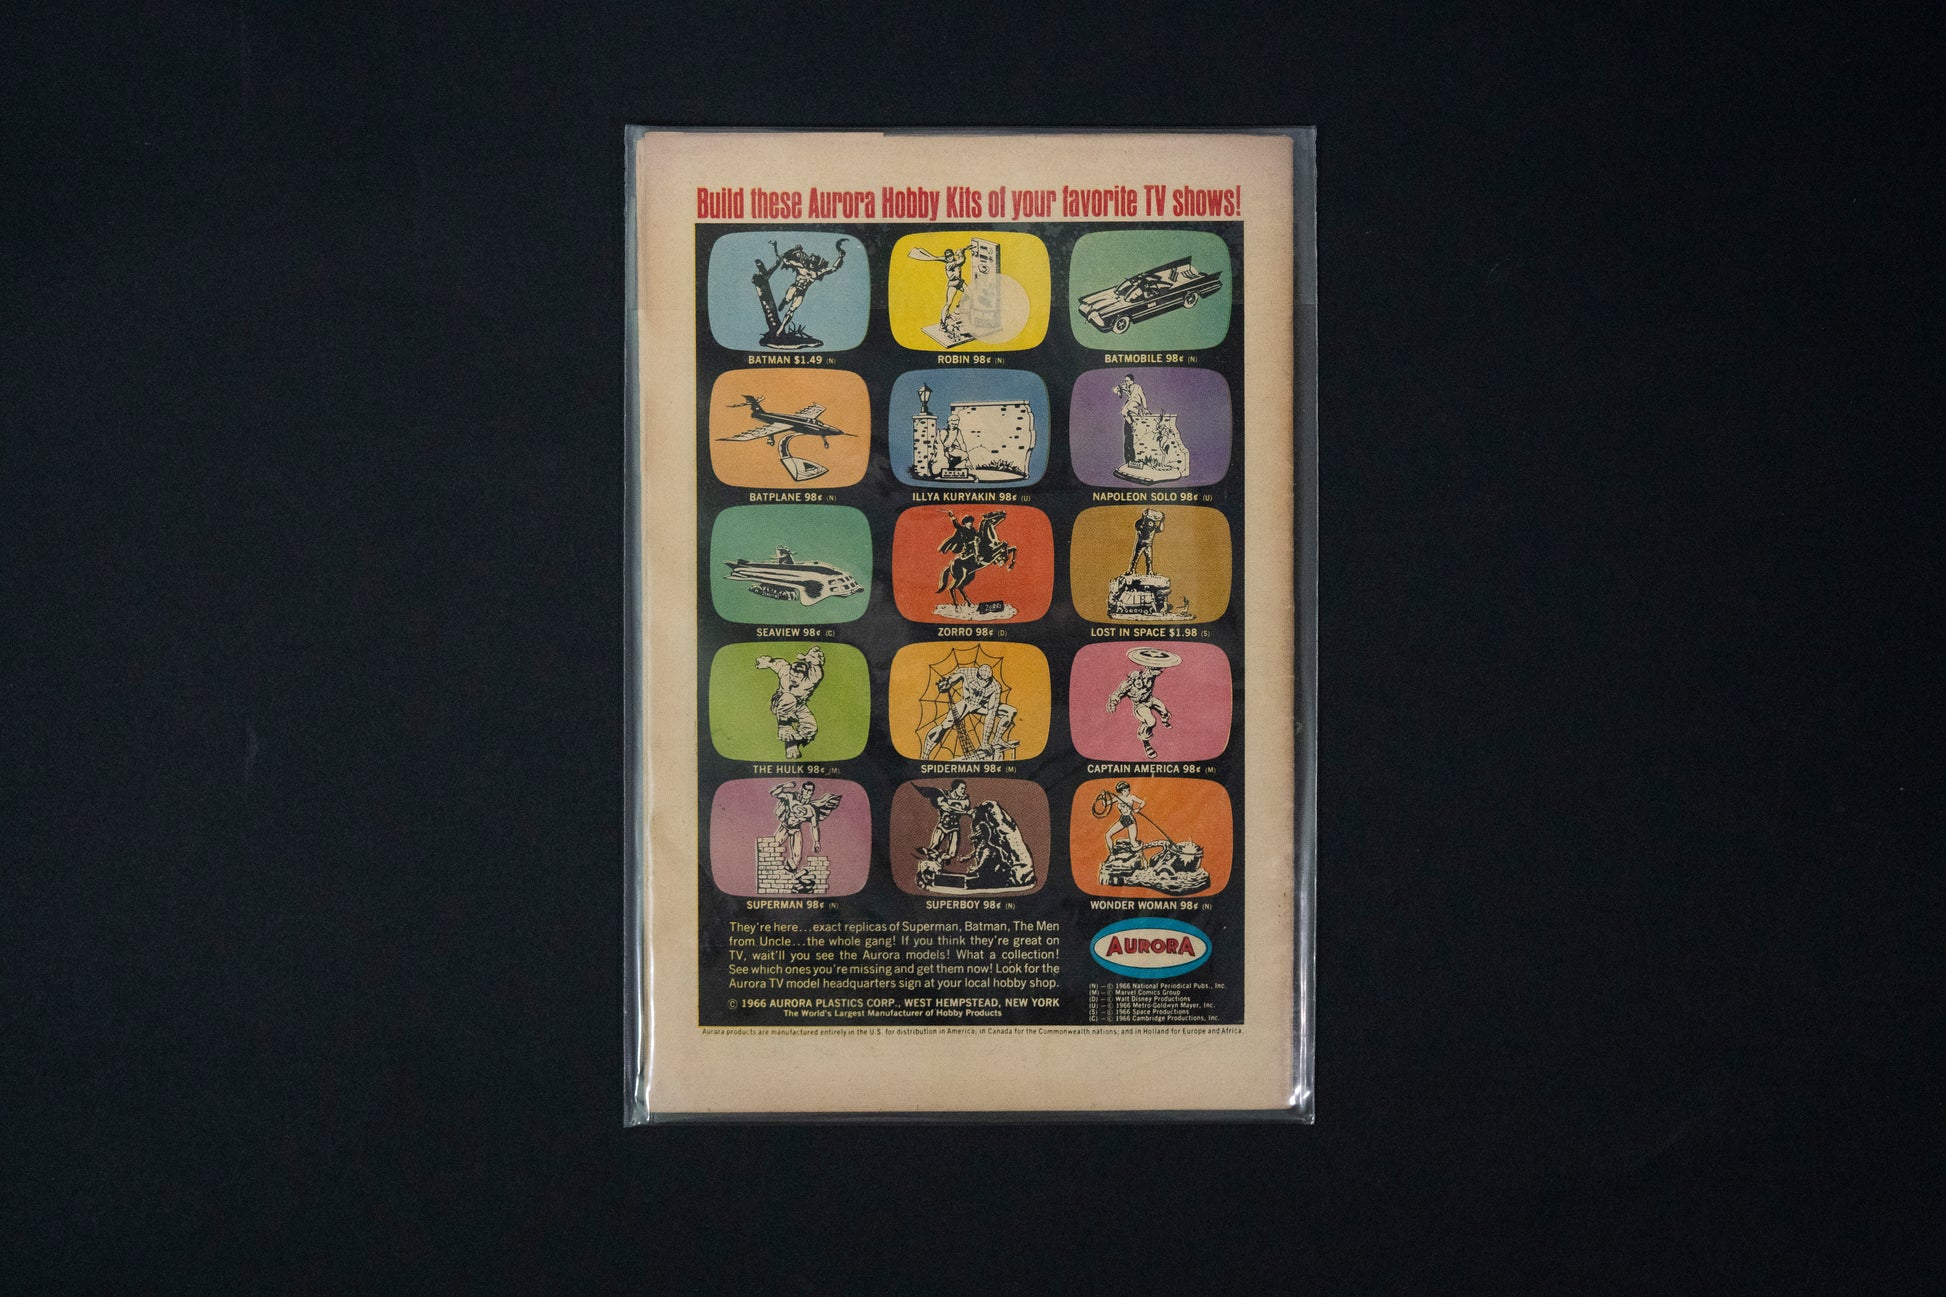 Build these Aurora Hobby Kits of your favorite TV shows!
BATMAN $1.49 (N)
ROBIN 98¢ (N)
BATMOBILE 98¢ (N)
BATPLANE 98¢ (N)
ILLYA KURYAKIN 98¢ (U)
NAPOLEON SOLO 98¢ (U)
SEAVIEW 98¢ (C)
ZORRO
ZORRO 98¢ (D)
LOST IN SPACE $1.98 (S)
THE HULK 98¢ (M)
SPIDERMAN 98¢ (M)
CAPTAIN AMERICA 98¢ (M)
SUPERMAN 98¢ (N)
SUPERBOY 98¢ (N)
WONDER WOMAN 98¢ (N)
They're here...exact replicas of Superman, Batman, The Men
from Uncle...the whole gang! If you think they're great on
TV, wait'll you see the Aurora models! What a collection!
See which ones you're missing and get them now! Look for the
Aurora TV model headquarters sign at your local hobby shop.
© 1966 AURORA PLASTICS CORP., WEST HEMPSTEAD, NEW YORK
The World's Largest Manufacturer of Hobby Products
AURORA
(N) — © 1966 National Periodical Pubs., Inc.
(M) — © Marvel Comics Group
(D) — © Walt Disney Productions
(U) — © 1966 Metro-Goldwyn Mayer, Inc.
(S) — © 1966 Space Productions
(C) — © 1966 Cambridge Productions, Inc.
Aurora products are manufactured entirely in the U.S. for distribution in America; in Canada for the Commonwealth nations; and in Holland for Europe and Africa.